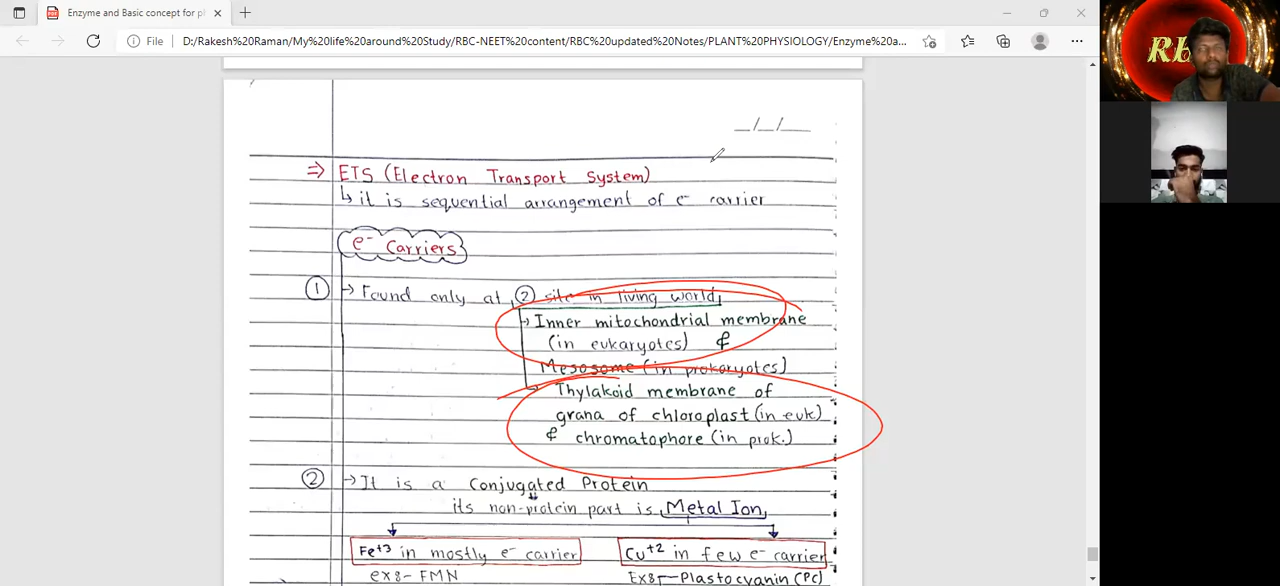 Enzyme and Basic concept for pl
File
D:/Rakesh%20Raman/My%20life%20around%20Study/RBC-NEET%20content/RBC%20updated%20Notes/PLANT%20PHYSIOLOGY/Enzyme%20a...
_/_/__
⇒ ETS (Electron Transport System)
↳ it is sequential arrangement of e⁻ carrier
e⁻ Carriers
① → Found only at ② site in living world
→ Inner mitochondrial membrane
(in eukaryotes) &
Mesosome (in prokaryotes)
→ Thylakoid membrane of
grana of chloroplast (in euk)
& chromatophore (in prok.)
② → It is a Conjugated Protein
its non-protein part is Metal Ion
Fe⁺³ in mostly e⁻ carrier Cu⁺² in few e⁻ carrier
ex:- FMN Ex:- Plastocyanin (PC)